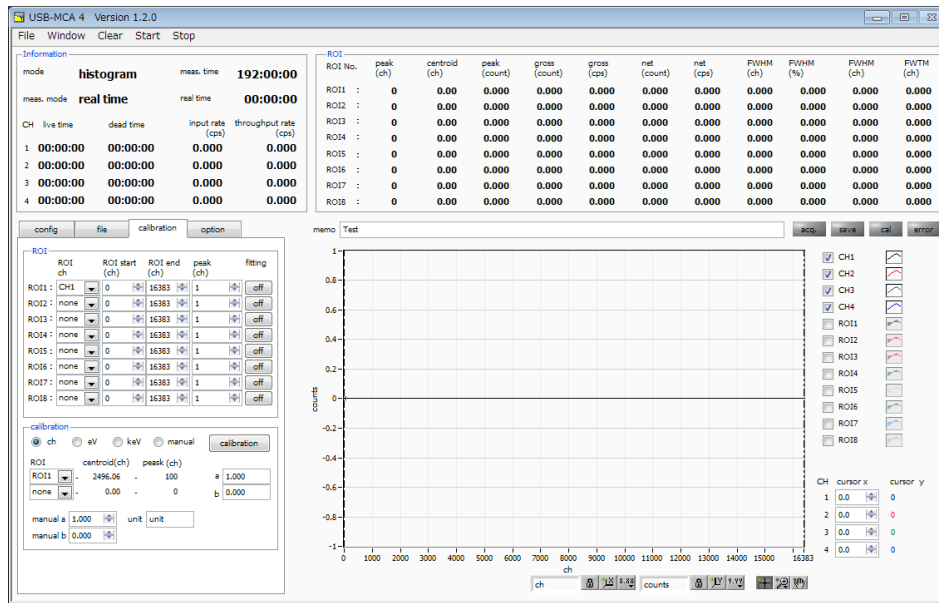 USB-MCA 4 Version 1.2.0
File Window Clear Start Stop
Information
mode histogram meas. time 192:00:00
meas. mode real time real time 00:00:00
CH live time dead time input rate (cps) throughput rate (cps)
1 00:00:00 00:00:00 0.000 0.000
2 00:00:00 00:00:00 0.000 0.000
3 00:00:00 00:00:00 0.000 0.000
4 00:00:00 00:00:00 0.000 0.000
ROI
ROI No. peak (ch) centroid (ch) peak (count) gross (count) gross (cps) net (count) net (cps) FWHM (ch) FWHM (%) FWHM (ch) FWTM (ch)
ROI1 : 0 0.00 0.000 0.000 0.000 0.000 0.000 0.000 0.000 0.000 0.000
ROI2 : 0 0.00 0.000 0.000 0.000 0.000 0.000 0.000 0.000 0.000 0.000
ROI3 : 0 0.00 0.000 0.000 0.000 0.000 0.000 0.000 0.000 0.000 0.000
ROI4 : 0 0.00 0.000 0.000 0.000 0.000 0.000 0.000 0.000 0.000 0.000
ROI5 : 0 0.00 0.000 0.000 0.000 0.000 0.000 0.000 0.000 0.000 0.000
ROI6 : 0 0.00 0.000 0.000 0.000 0.000 0.000 0.000 0.000 0.000 0.000
ROI7 : 0 0.00 0.000 0.000 0.000 0.000 0.000 0.000 0.000 0.000 0.000
ROI8 : 0 0.00 0.000 0.000 0.000 0.000 0.000 0.000 0.000 0.000 0.000
config file calibration option
ROI
ROI ch ROI start (ch) ROI end (ch) peak (ch) fitting
ROI1 : CH1 0 16383 1 off
ROI2 : none 0 16383 1 off
ROI3 : none 0 16383 1 off
ROI4 : none 0 16383 1 off
ROI5 : none 0 16383 1 off
ROI6 : none 0 16383 1 off
ROI7 : none 0 16383 1 off
ROI8 : none 0 16383 1 off
calibration
ch eV keV manual calibration
ROI centroid(ch) peask (ch)
ROI1 - 2496.06 - 100 a 1.000
none - 0.00 - 0 b 0.000
manual a 1.000 unit unit
manual b 0.000
memo Test acq. save cal error
counts
1
0.8
0.6
0.4
0.2
0
-0.2
-0.4
-0.6
-0.8
-1
0 1000 2000 3000 4000 5000 6000 7000 8000 9000 10000 11000 12000 13000 15000 16383
ch
ch counts
CH1
CH2
CH3
CH4
ROI1
ROI2
ROI3
ROI4
ROI5
ROI6
ROI7
ROI8
CH cursor x cursor y
1 0.0 0
2 0.0 0
3 0.0 0
4 0.0 0